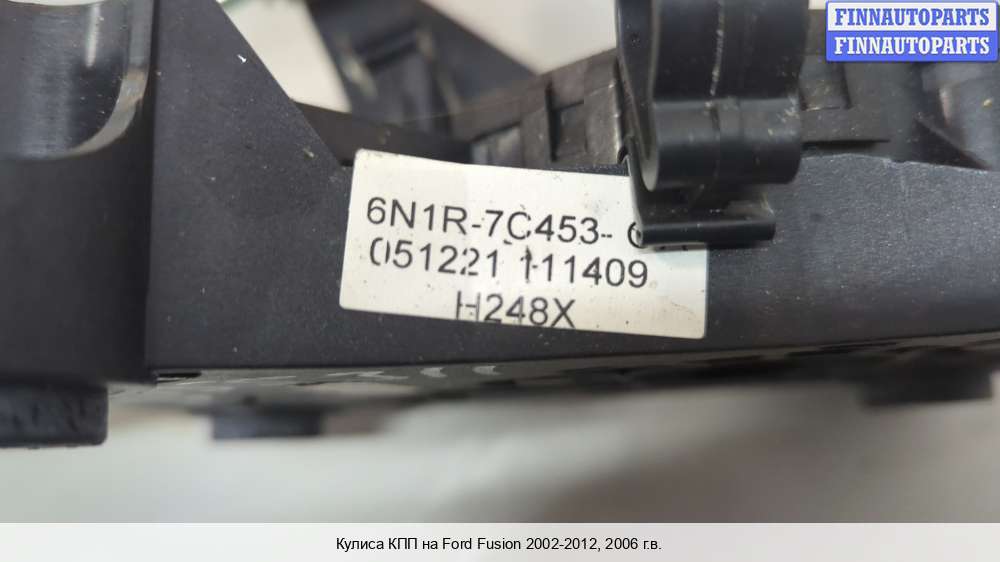 FINNAUTOPARTS
FINNAUTOPARTS
6N1R-7C453-
051221 111409
H248X
Кулиса КПП на Ford Fusion 2002-2012, 2006 г.в.